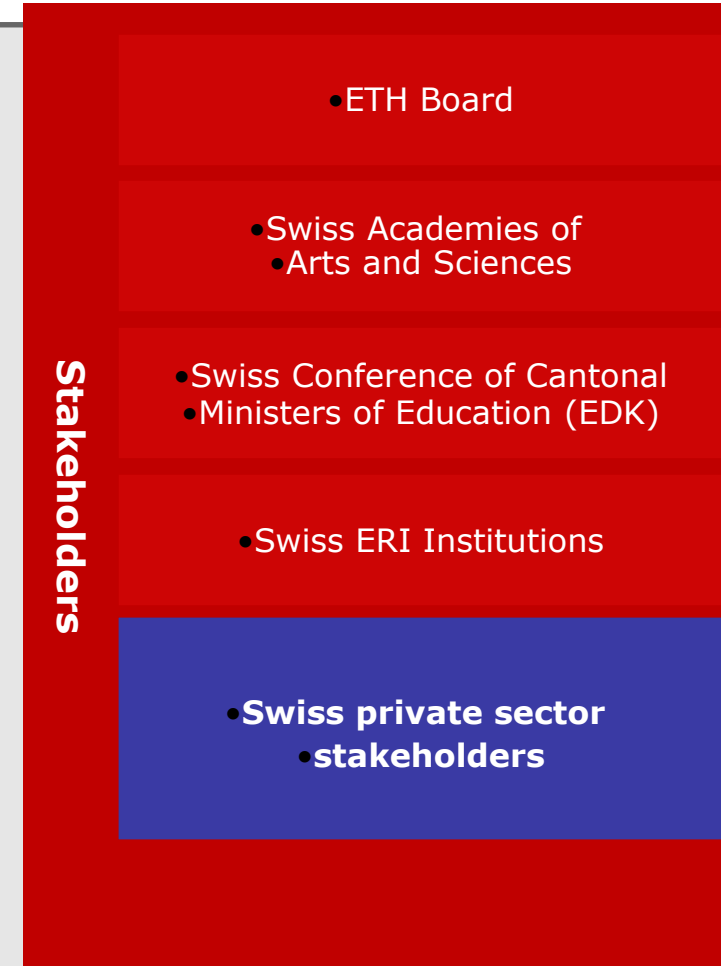 Stakeholders
•ETH Board
•Swiss Academies of
•Arts and Sciences
•Swiss Conference of Cantonal
•Ministers of Education (EDK)
•Swiss ERI Institutions
•Swiss private sector
•stakeholders